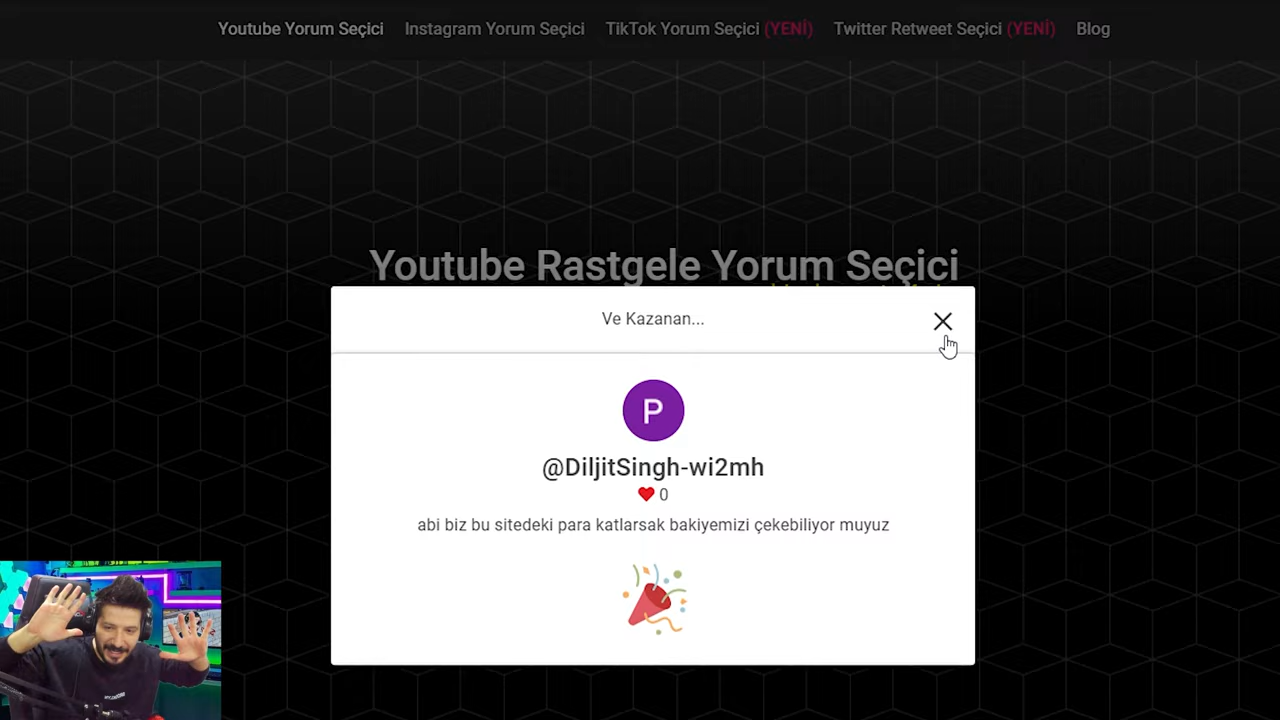 Youtube Yorum Seçici Instagram Yorum Seçici TikTok Yorum Seçici (YENİ) Twitter Retweet Seçici (YENİ) Blog
Youtube Rastgele Yorum Seçici
Ve Kazanan...
P
@DiljitSingh-wi2mh
0
abi biz bu sitedeki para katlarsak bakiyemizi çekebiliyor muyuz